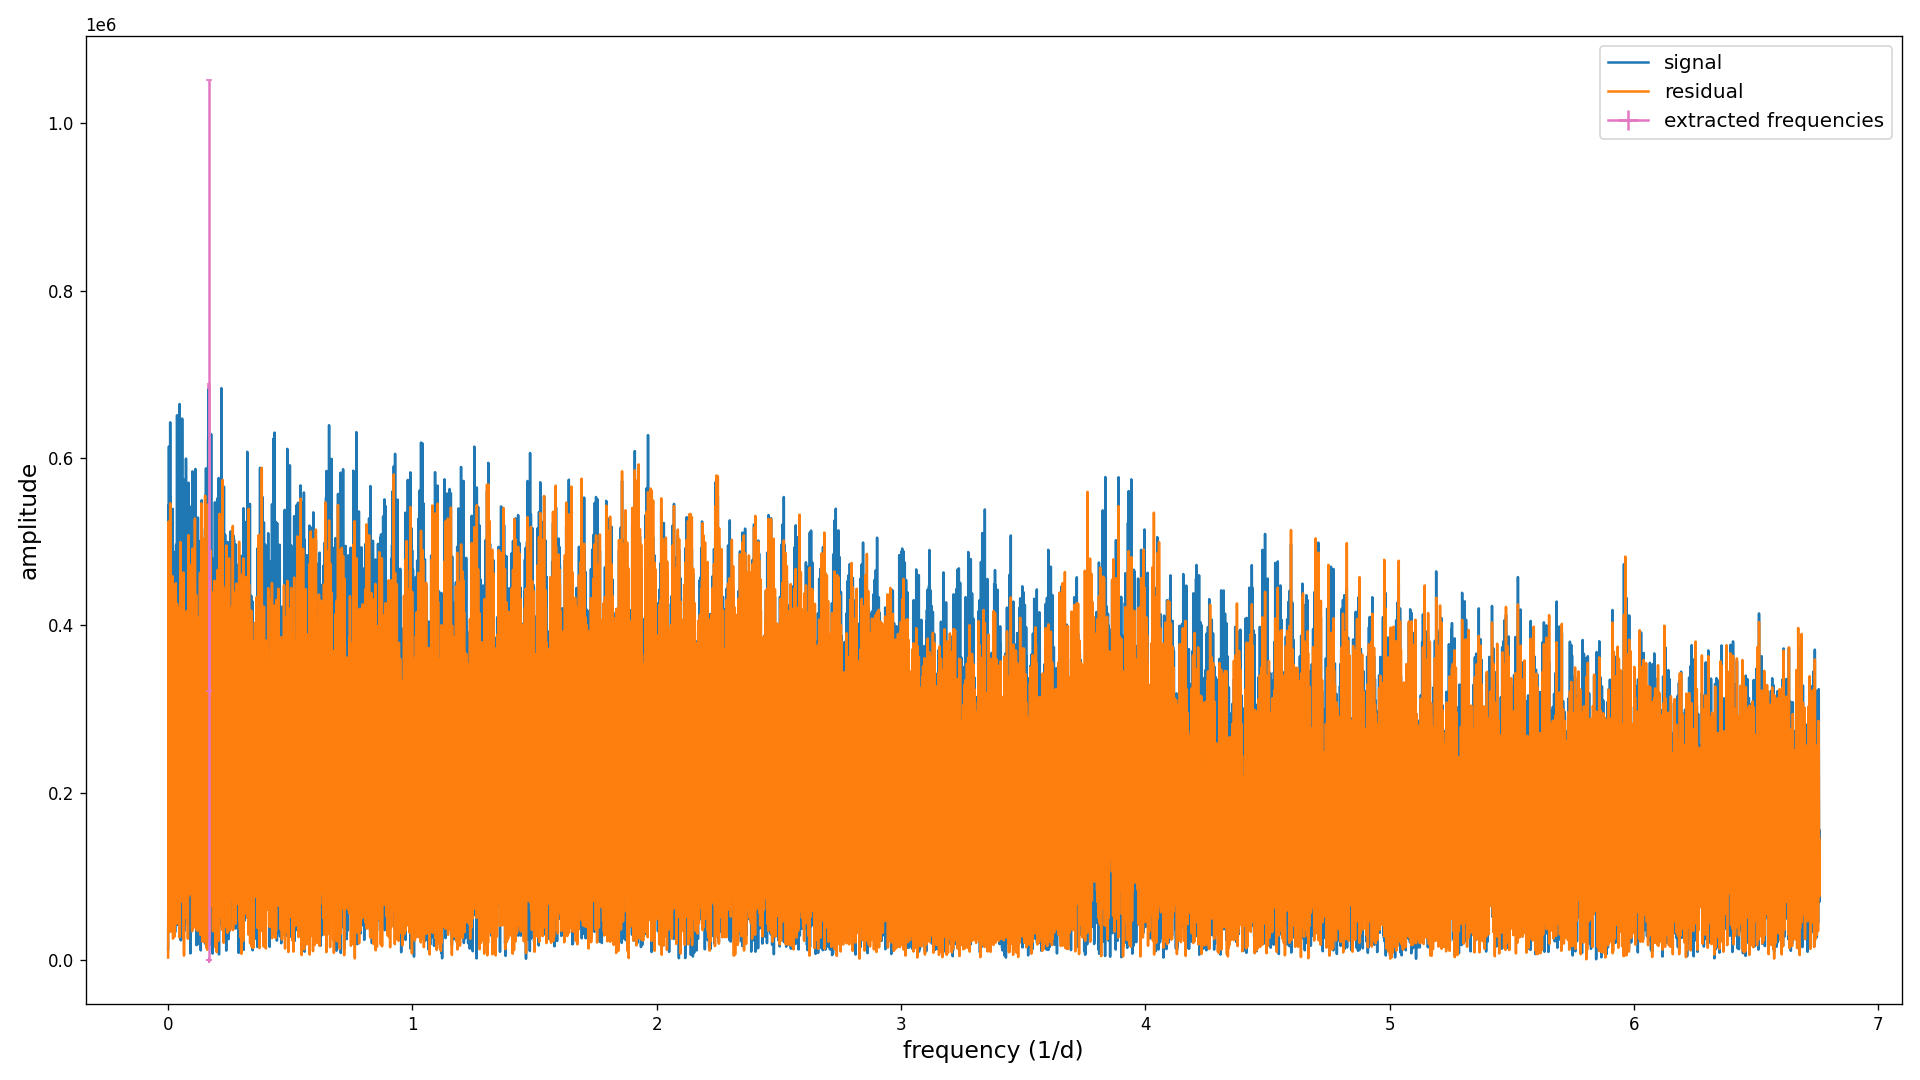 1e6
signal
residual
extracted frequencies
1.0
0.8
0.6
0.4
0.2
0.0
amplitude
0 1 2 3 4 5 6 7
frequency (1/d)